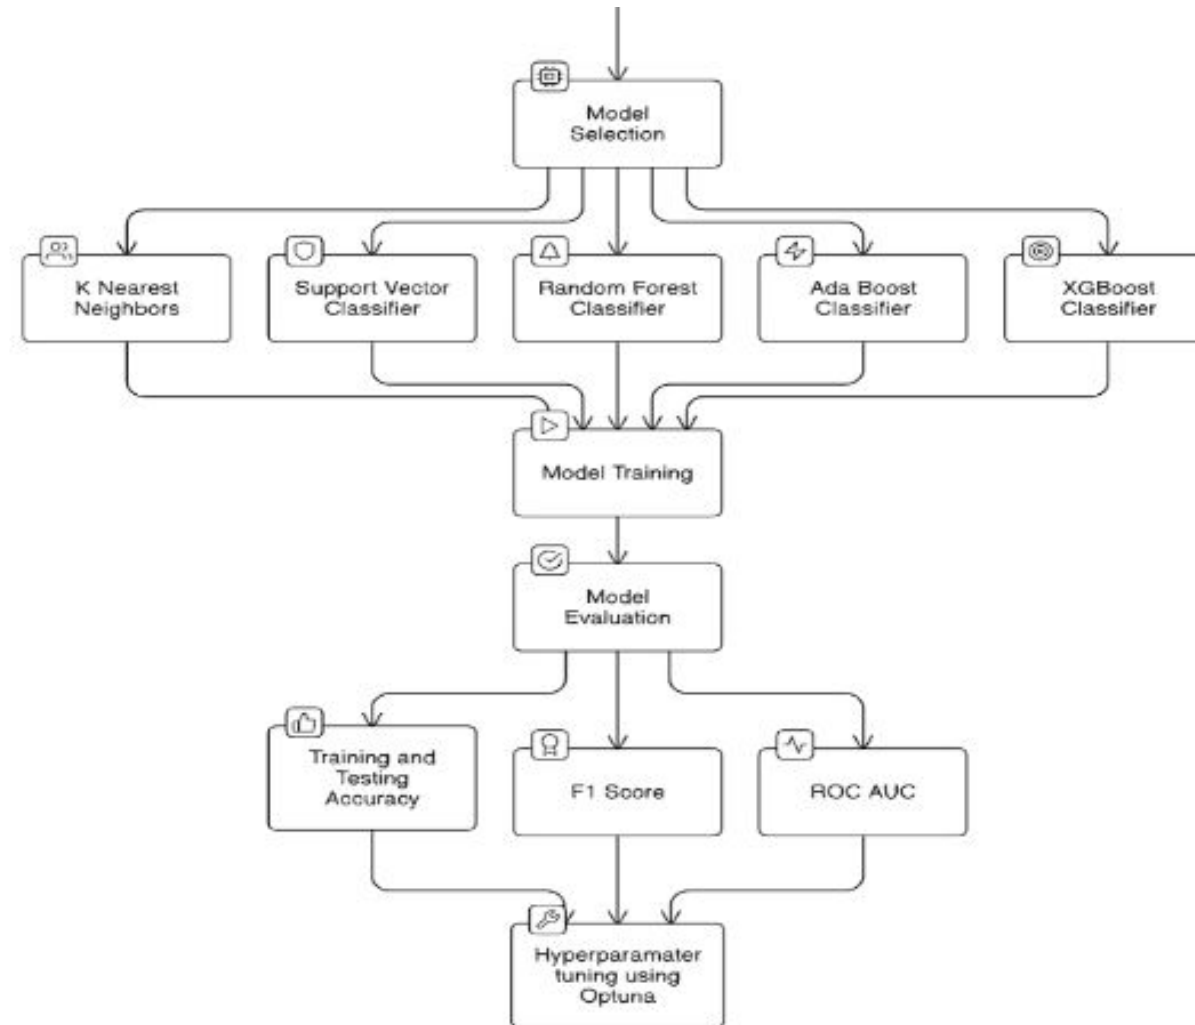 Model
Selection
K Nearest
Neighbors
Support Vector
Classifier
Random Forest
Classifier
Ada Boost
Classifier
XGBoost
Classifier
Model Training
Model
Evaluation
Training and
Testing
Accuracy
F1 Score
ROC AUC
Hyperparamater
tuning using
Optuna